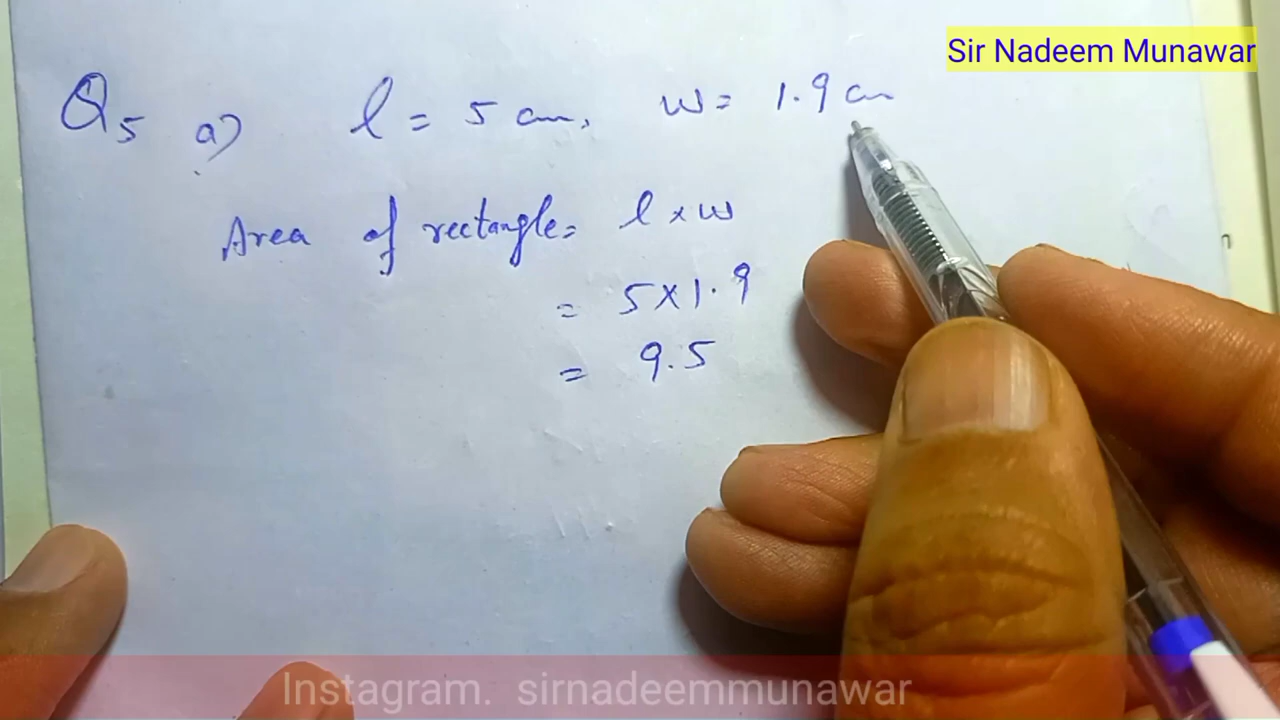 Sir Nadeem Munawar
Q5 a) l = 5 cm, w = 1.9 cm
Area of rectangle = l × w
= 5 × 1.9
= 9.5
Instagram. sirnadeemmunawar